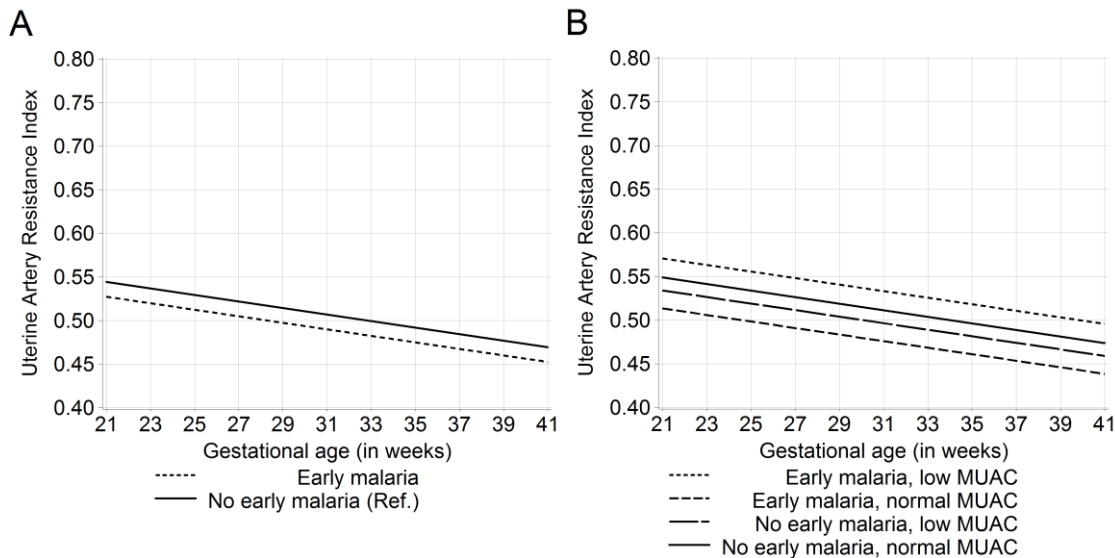 A
Uterine Artery Resistance Index
0.80
0.75
0.70
0.65
0.60
0.55
0.50
0.45
0.40
21 23 25 27 29 31 33 35 37 39 41
Gestational age (in weeks)
Early malaria
No early malaria (Ref.)
B
Uterine Artery Resistance Index
0.80
0.75
0.70
0.65
0.60
0.55
0.50
0.45
0.40
21 23 25 27 29 31 33 35 37 39 41
Gestational age (in weeks)
Early malaria, low MUAC
Early malaria, normal MUAC
No early malaria, low MUAC
No early malaria, normal MUAC